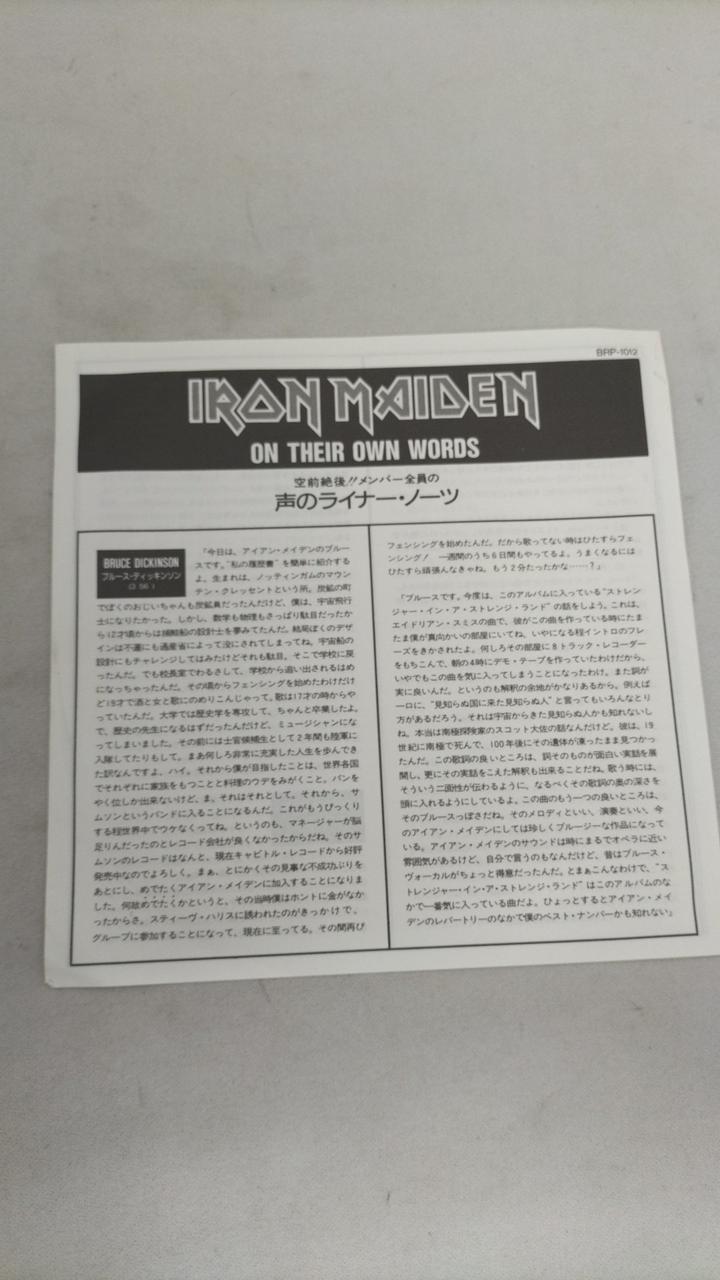 BRP-1012
IRON MAIDEN
ON THEIR OWN WORDS
空前絶後!!メンバー全員の
声のライナー・ノーツ
BRUCE DICKINSON
ブルース・ディッキンソン
(3′56″)
「今日は、アイアン・メイデンのブルー
スです。"私の履歴書"を簡単に紹介する
よ。生まれは、ノッティンガムのマウン
テン・クレッセントという所。炭鉱の町
でぼくのおじいちゃんも炭鉱員だったんだけど、僕は、宇宙飛行
士になりたかった。しかし、数学も物理もさっぱり駄目だったか
ら12才頃からは捕鯨船の設計士を夢みてたんだ。結局ぼくのデザ
インは不運にも通産省によって没にされてしまってね。宇宙船の
設計にもチャレンジしてはみたけどそれも駄目。そこで学校に戻
ったんだ。でも校長室でわるさして、学校から追い出されるはめ
になっちゃったんだ。その頃からフェンシングを始めたわけだけ
ど19才で酒と女と歌にのめりこんじゃって。歌は17才の時からや
っていたんだ。大学では歴史学を専攻して、ちゃんと卒業したよ。
で、歴史の先生になるはずだったんだけど、ミュージシャンにな
ってしまいました。その前には士官候補生として2年間も陸軍に
入隊してたりもして。まあ何しろ非常に充実した人生を歩んでき
た訳なんですよ、ハイ。それから僕が目指したことは、世界各国
でそれぞれに家族をもつことと料理のウデをみがくこと。パンを
やく位しか出来ないけど、ま、それはそれとして。それから、サ
ムソンというバンドに入ることになるんだ。これがもうびっくり
する程世界中でウケなくってね。というのも、マネージャーが脳
足りんだったのとレコード会社が良くなかったからだね。そのサ
ムソンのレコードはなんと、現在キャピトル・レコードから好評
発売中なのでよろしく。まぁ、とにかくその見事な不成功ぶりを
あとにし、めでたくアイアン・メイデンに加入することになりま
した。何故めでたくかというと、その当時僕はホントに金がなか
ったからさ。スティーヴ・ハリスに誘われたのがきっかけで、
グループに参加することになって、現在に至ってる。その間再び
フェンシングを始めたんだ。だから歌ってない時はひたすらフェ
ンシング! 一週間のうち6日間もやってるよ。うまくなるには
ひたすら頑張んなきゃね。もう2分たったかな……?」
「ブルースです。今度は、このアルバムに入っている"ストレン
ジャー・イン・ア・ストレンジ・ランド"の話をしよう。これは、
エイドリアン・スミスの曲で、彼がこの曲を作っている時にたま
たま僕が真向かいの部屋にいてね、いやになる程イントロのフレ
ーズをきかされたよ。何しろその部屋に8トラック・レコーダー
をもちこんで、朝の4時にデモ・テープを作っていたわけだから、
いやでもこの曲を気に入ってしまうことになったわけ。また詞が
実に良いんだ。というのも解釈の余地がかなりあるから。例えば
一口に、"見知らぬ国に来た見知らぬ人"と言ってもいろんなとり
方があるだろう。それは宇宙からきた見知らぬ人かも知れないし
ね。本当は南極探険家のスコット大佐の話なんだけど。彼は、19
世紀に南極で死んで、100年後にその遺体が凍ったまま見つかっ
たんだ。この歌詞の良いところは、詞そのものが面白い実話を展
開し、更にその実話をこえた解釈も出来ることだね。歌う時には、
そういう二面性が伝わるように、なるべくその歌詞の奥の深さを
頭に入れるようにしているよ。この曲のもう一つの良いところは、
そのブルースっぽさだね。そのメロディといい、演奏といい、今
のアイアン・メイデンにしては珍しくブルージーな作品になって
いる。アイアン・メイデンのサウンドは時にまるでオペラに近い
雰囲気があるけど、自分で言うのもなんだけど、昔はブルース・
ヴォーカルがちょっと得意だったんだ。とまぁこんなわけで、"ス
トレンジャー・イン・ア・ストレンジ・ランド"はこのアルバムのな
かで一番気に入っている曲だよ。ひょっとするとアイアン・メイ
デンのレパートリーのなかで僕のベスト・ナンバーかも知れない」